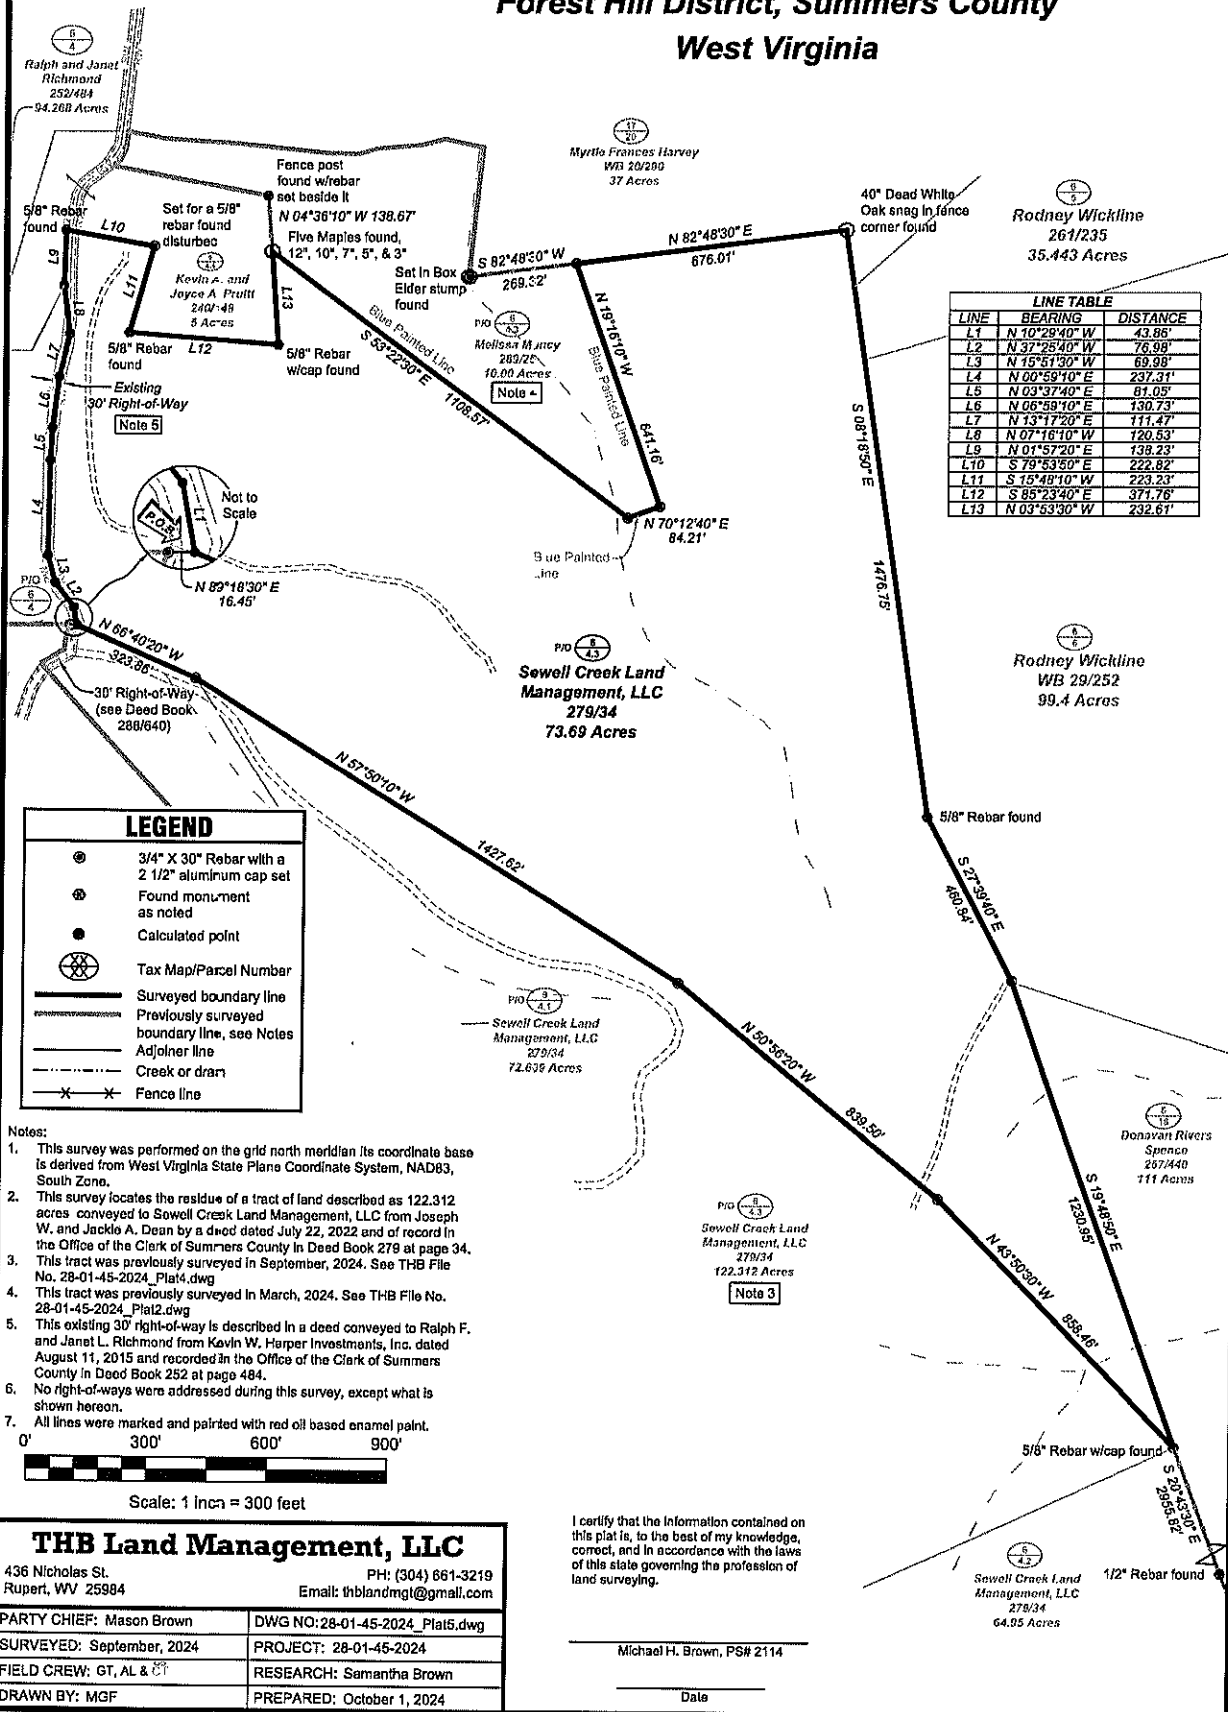 Forest Hill District, Summers County
West Virginia
6
4
Ralph and Janet
Richmond
252/484
94.268 Acres
17
20
Myrtle Frances Harvey
WB 20/280
37 Acres
Fence post
found w/rebar
set beside it
N 04°36'10" W 138.67'
Five Maples found,
12", 10", 7", 5", & 3"
5/8" Rebar
found
L10
Set for a 5/8"
rebar found
disturbed
Kevin A. and
Joyce A. Pruitt
5 Acres
L9
L8
L11
L13
L12
L7
5/8" Rebar
found
5/8" Rebar
w/cap found
Existing
30' Right-of-Way
Note 5
L6
L5
L4
L3
L2
Set in Box
Elder stump
found
S 82°48'30" W
269.32'
N 82°48'30" E
676.01'
40" Dead White
Oak snag in fence
corner found
6
5
Rodney Wickline
261/235
35.443 Acres
P/O
6
4.3
Melissa
10.00 Acres
Note 4
Blue Painted Line
S 53°22'30" E
1108.57'
N 19°16'10" W
Blue Painted Line
641.16'
LINE TABLE
LINE BEARING DISTANCE
L1 N 10°29'40" W 43.86'
L2 N 37°25'40" W 76.98'
L3 N 15°51'30" W 69.98'
L4 N 00°59'10" E 237.31'
L5 N 03°37'40" E 81.05'
L6 N 06°59'10" E 130.73'
L7 N 13°17'20" E 111.47'
L8 N 07°16'10" W 120.53'
L9 N 01°57'20" E 138.23'
L10 S 79°53'50" E 222.82'
L11 S 15°48'10" W 223.23'
L12 S 85°23'40" E 371.76'
L13 N 03°53'30" W 232.61'
S 08°18'50" E
1476.75'
N 70°12'40" E
84.21'
Blue Painted
Line
Not to
Scale
P.O.B.
L1
N 89°18'30" E
16.45'
P/O
6
4
N 66°40'20" W
323.86'
30' Right-of-Way
(see Deed Book
288/640)
P/O
6
4.3
Sewell Creek Land
Management, LLC
279/34
73.69 Acres
6
6
Rodney Wickline
WB 29/252
99.4 Acres
N 57°50'10" W
1427.62'
5/8" Rebar found
S 27°39'40" E
460.84'
LEGEND
3/4" X 30" Rebar with a
2 1/2" aluminum cap set
Found monument
as noted
Calculated point
XX
XX
Tax Map/Parcel Number
Surveyed boundary line
Previously surveyed
boundary line, see Notes
Adjoiner line
Creek or drain
Fence line
P/O
6
4.1
Sewell Creek Land
Management, LLC
279/34
72.639 Acres
N 50°56'20" W
839.50'
Donavan Rivers
Spence
267/440
111 Acres
S 19°48'50" E
1230.95'
P/O
6
4.3
Sewell Creek Land
Management, LLC
279/34
122.312 Acres
Note 3
N 43°50'30" W
858.46'
5/8" Rebar w/cap found
S 20°43'30" E
2955.82'
1/2" Rebar found
6
4.2
Sewell Creek Land
Management, LLC
279/34
64.95 Acres
Notes:
1. This survey was performed on the grid north meridian its coordinate base
is derived from West Virginia State Plane Coordinate System, NAD83,
South Zone.
2. This survey locates the residue of a tract of land described as 122.312
acres conveyed to Sewell Creek Land Management, LLC from Joseph
W. and Jackie A. Dean by a deed dated July 22, 2022 and of record in
the Office of the Clerk of Summers County in Deed Book 279 at page 34.
3. This tract was previously surveyed in September, 2024. See THB File
No. 28-01-45-2024_Plat4.dwg
4. This tract was previously surveyed in March, 2024. See THB File No.
28-01-45-2024_Plat2.dwg
5. This existing 30' right-of-way is described in a deed conveyed to Ralph F.
and Janet L. Richmond from Kevin W. Harper Investments, Inc. dated
August 11, 2015 and recorded in the Office of the Clerk of Summers
County in Deed Book 252 at page 484.
6. No right-of-ways were addressed during this survey, except what is
shown hereon.
7. All lines were marked and painted with red oil based enamel paint.
0' 300' 600' 900'
Scale: 1 inch = 300 feet
THB Land Management, LLC
436 Nicholas St. PH: (304) 661-3219
Rupert, WV 25984 Email: thblandmgt@gmail.com
PARTY CHIEF: Mason Brown DWG NO:28-01-45-2024_Plat5.dwg
SURVEYED: September, 2024 PROJECT: 28-01-45-2024
FIELD CREW: GT, AL & CT RESEARCH: Samantha Brown
DRAWN BY: MGF PREPARED: October 1, 2024
I certify that the information contained on
this plat is, to the best of my knowledge,
correct, and in accordance with the laws
of this state governing the profession of
land surveying.
Michael H. Brown, PS# 2114
Date